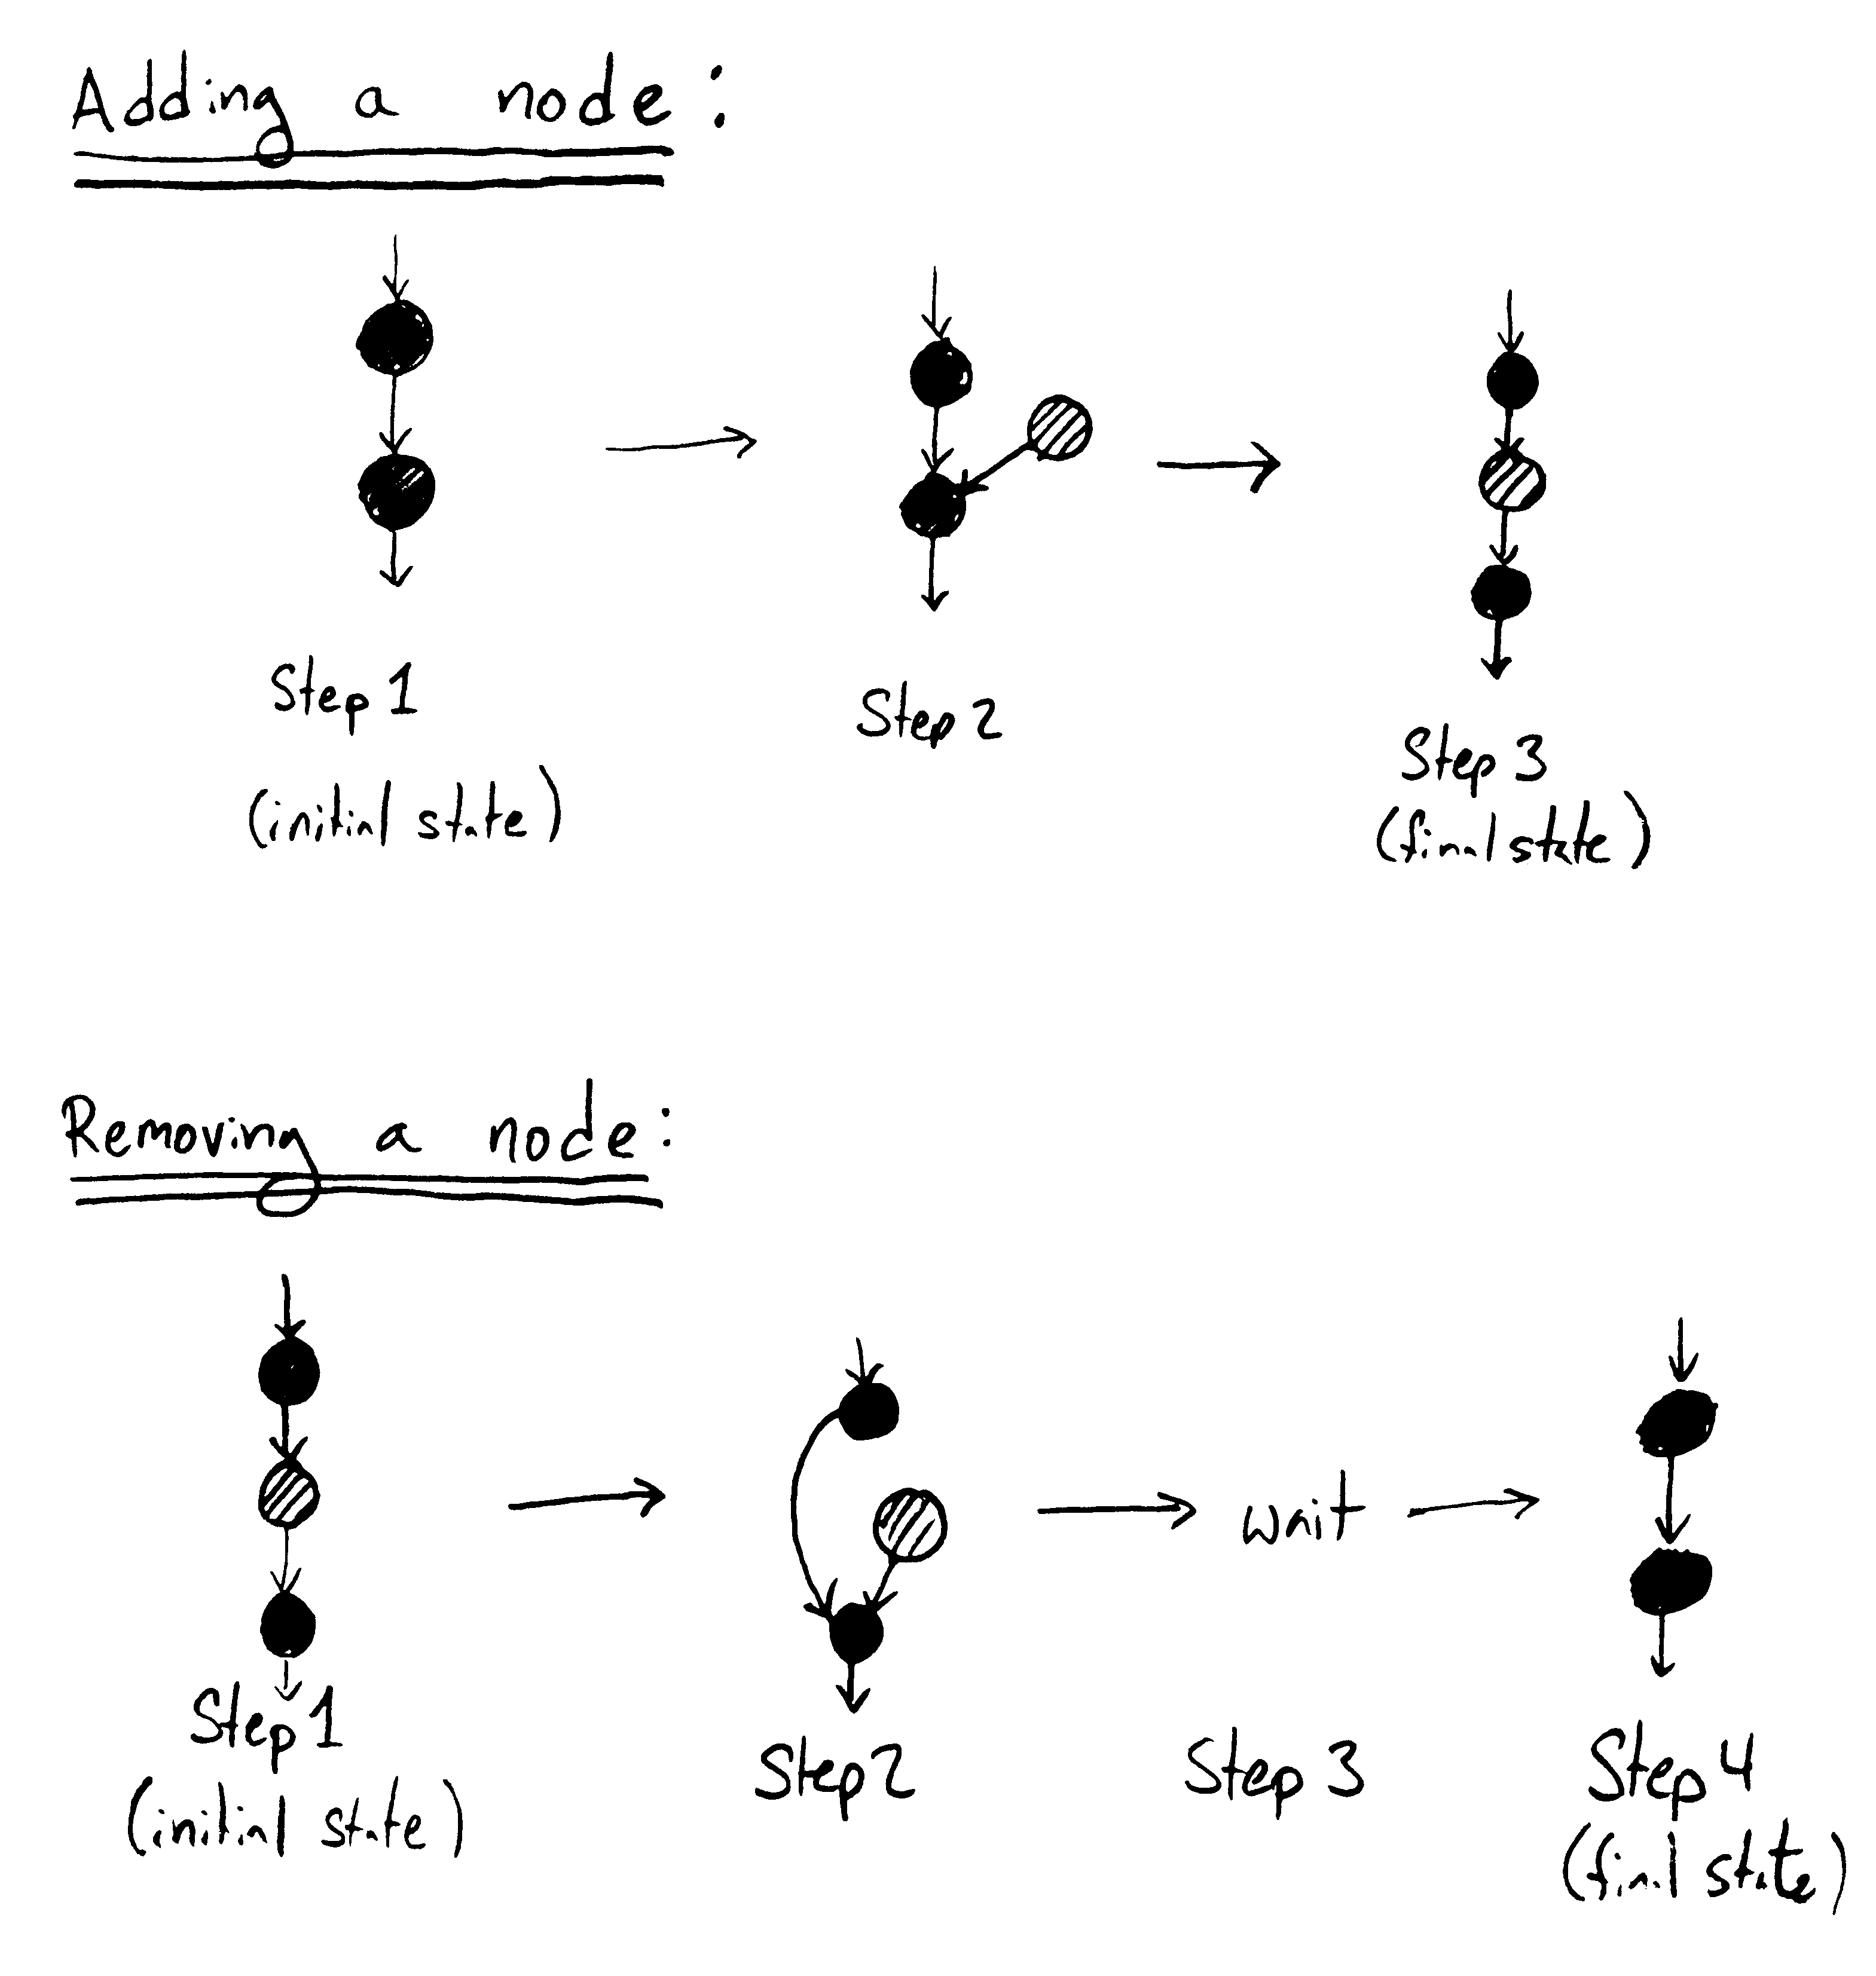 Adding a node:
Step 1
(initial state)
Step 2
Step 3
(final state)
Removing a node:
wait
Step 1
(initial state)
Step 2
Step 3
Step 4
(final state)